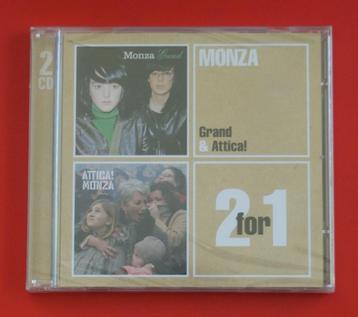 2
CD
Monza Grand
MONZA
Grand
& Attica!
ATTICA!
MONZA
2 for 1